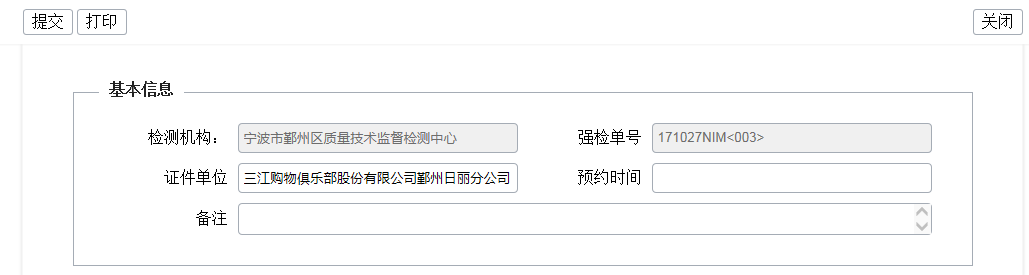 提交 打印 关闭
基本信息
检测机构： 宁波市鄞州区质量技术监督检测中心 强检单号 171027NIM<003>
证件单位 三江购物俱乐部股份有限公司鄞州日丽分公司 预约时间
备注